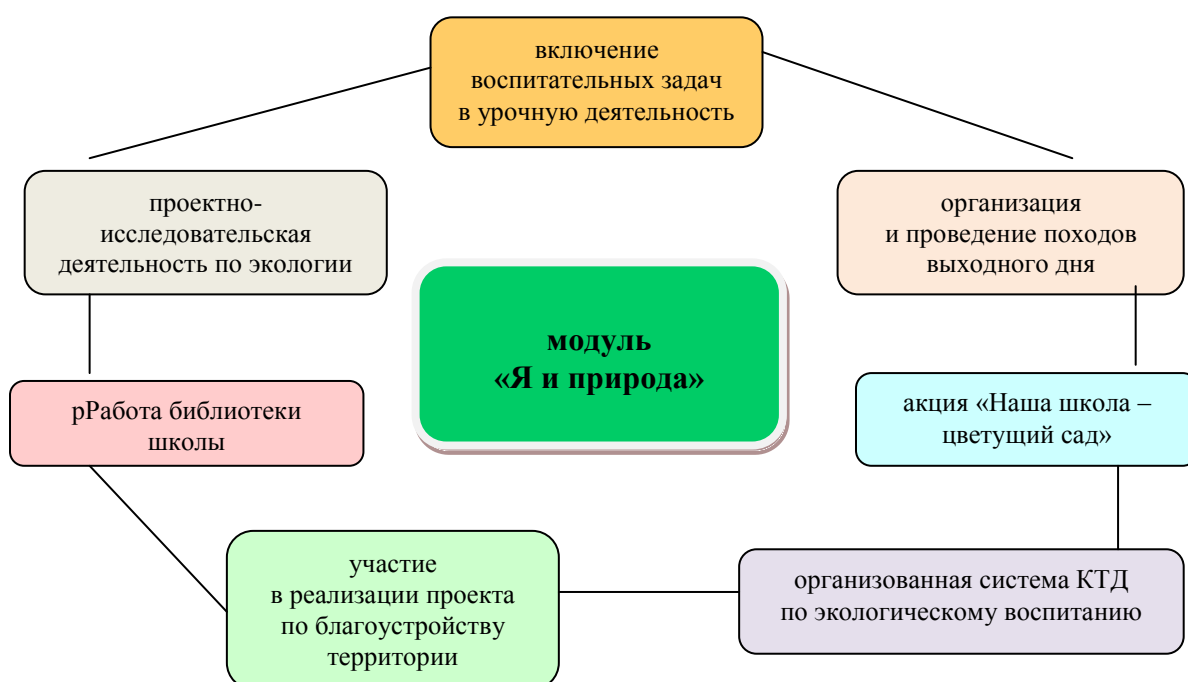 включение
воспитательных задач
в урочную деятельность
проектно-
исследовательская
деятельность по экологии
организация
и проведение походов
выходного дня
модуль
«Я и природа»
рРабота библиотеки
школы
акция «Наша школа –
цветущий сад»
участие
в реализации проекта
по благоустройству
территории
организованная система КТД
по экологическому воспитанию